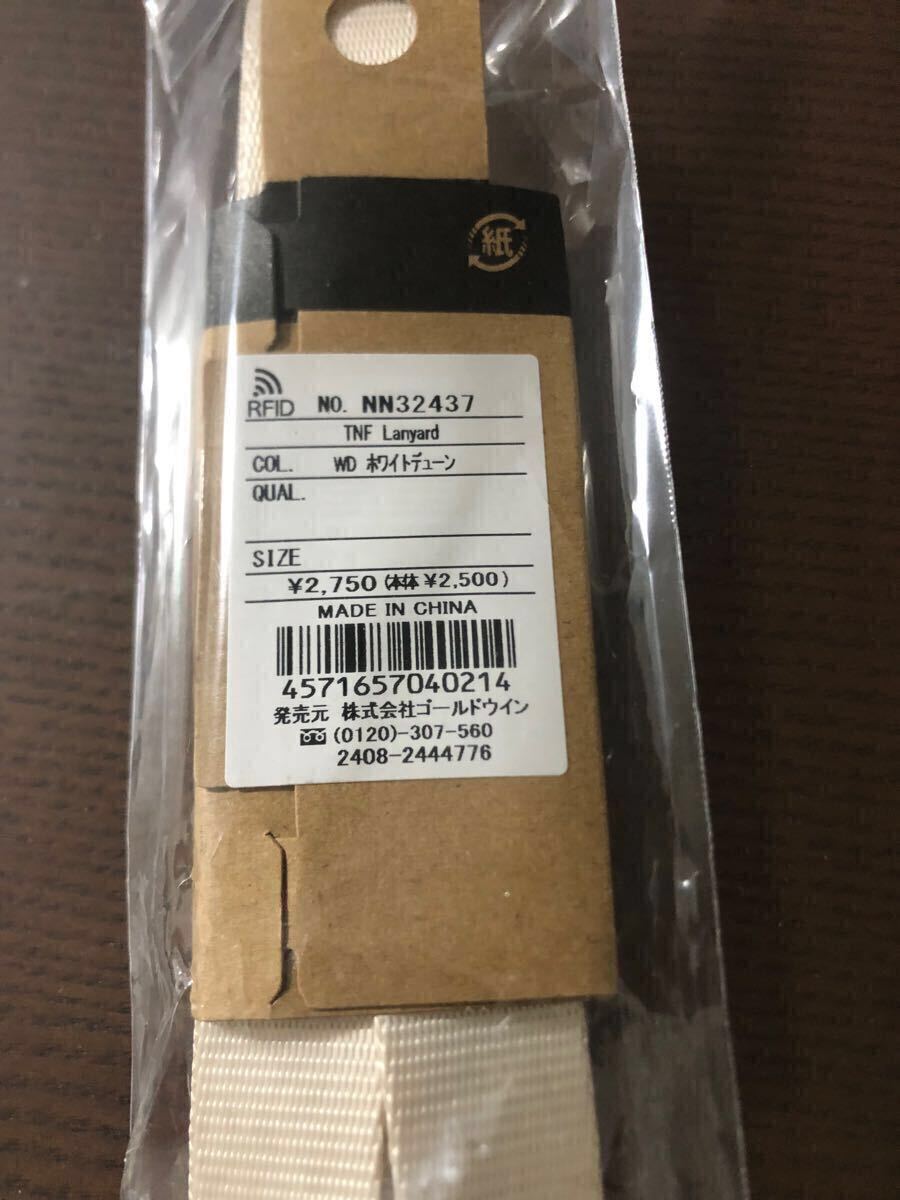 紙
RFID NO. NN32437
TNF Lanyard
COL. WD ホワイトデューン
QUAL.
SIZE
¥2,750(本体¥2,500)
MADE IN CHINA
4571657040214
発売元 株式会社ゴールドウイン
(0120)-307-560
2408-2444776